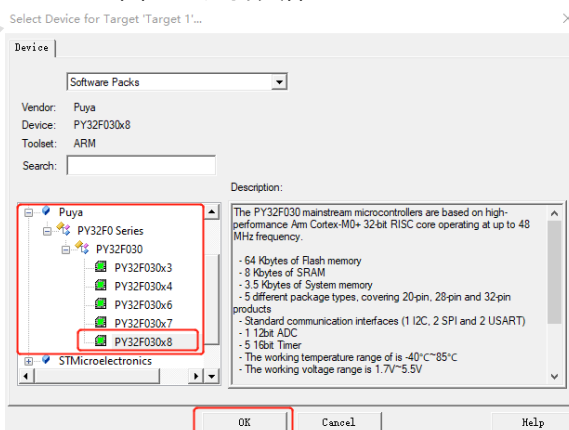 Select Device for Target 'Target 1'...
Device
Software Packs
Vendor: Puya
Device: PY32F030x8
Toolset: ARM
Search:
Description:
Puya
PY32F0 Series
PY32F030
PY32F030x3
PY32F030x4
PY32F030x6
PY32F030x7
PY32F030x8
STMicroelectronics
The PY32F030 mainstream microcontrollers are based on high-
perfomance Arm Cortex-M0+ 32-bit RISC core operating at up to 48
MHz frequency.
- 64 Kbytes of Rash memory
- 8 Kbytes of SRAM
- 3.5 Kbytes of System memory
- 5 different package types, covering 20-pin, 28-pin and 32-pin
products
- Standard communication interfaces (1 I2C, 2 SPI and 2 USART)
- 1 12bit ADC
- 5 16bit Timer
- The working temperature range of is -40°C~85°C
- The working voltage range is 1.7V~5.5V
OK
Cancel
Help